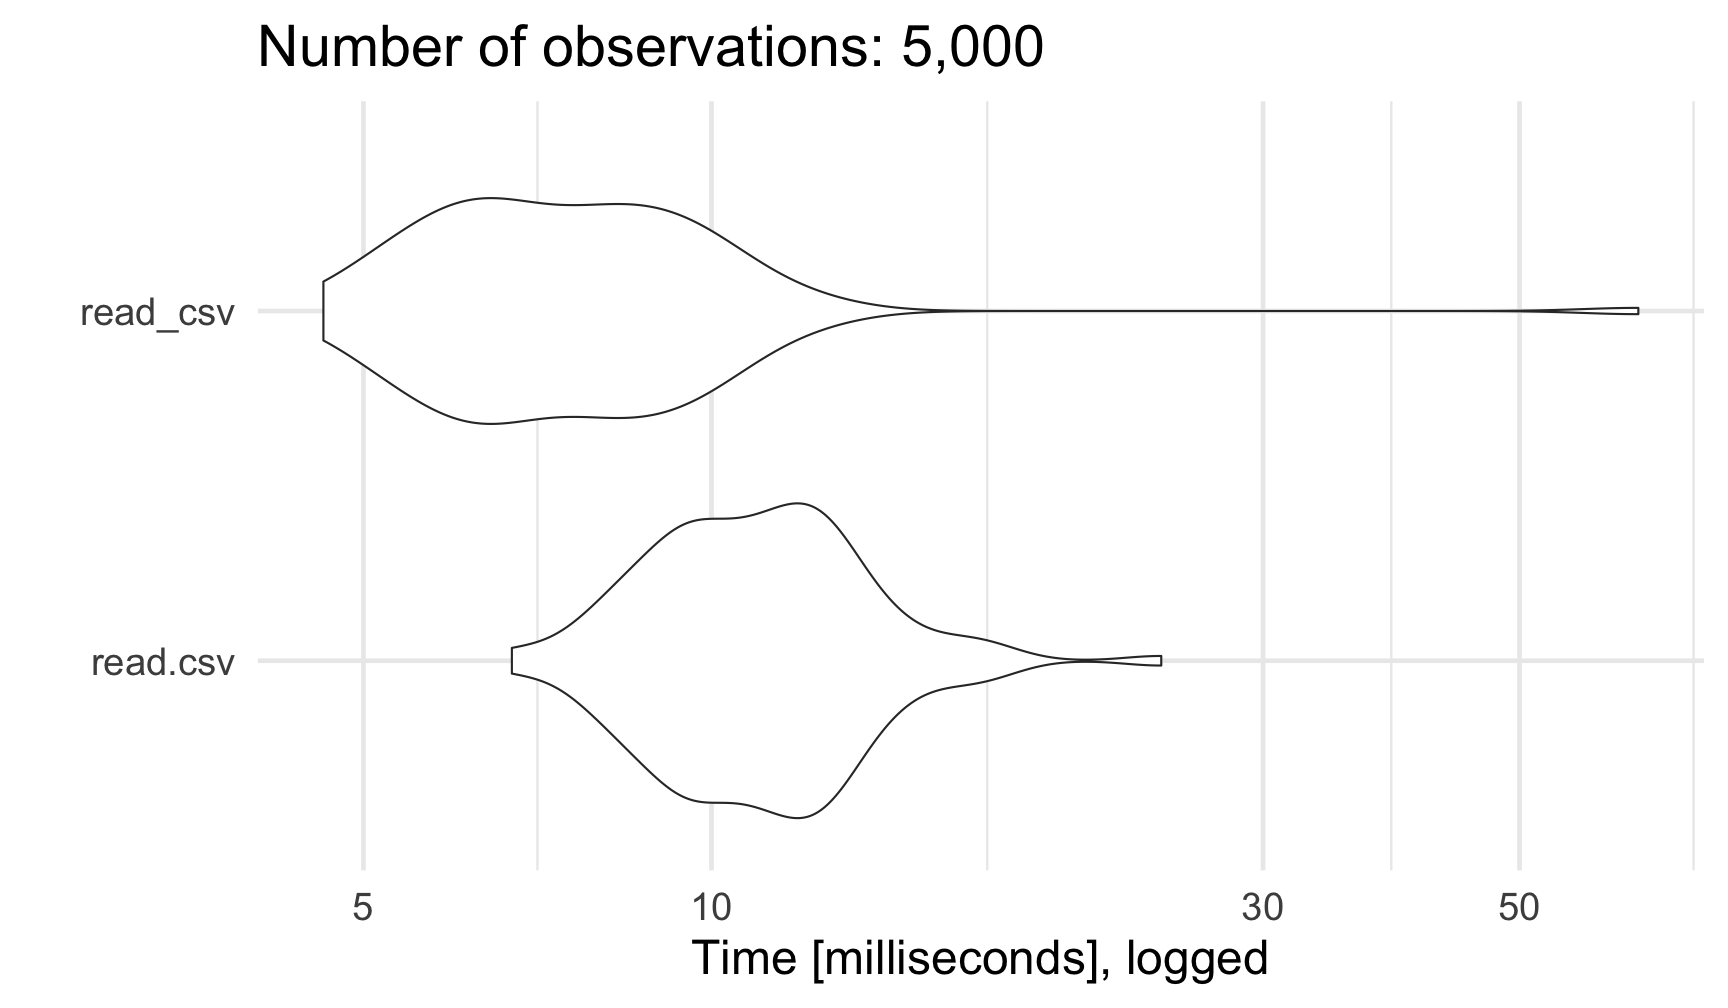 Number of observations: 5,000
read_csv
read.csv
5 10 30 50
Time [milliseconds], logged